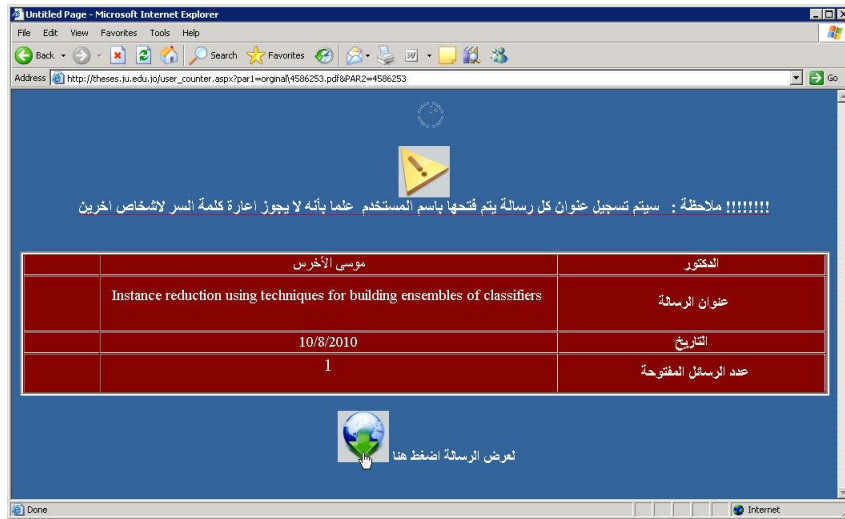 Untitled Page - Microsoft Internet Explorer
File Edit View Favorites Tools Help
Back Search Favorites
Address http://theses.ju.edu.jo/user_counter.aspx?par1=orginal\4586253.pdf&PAR2=4586253 Go
!!!!!!!! ملاحظة : سيتم تسجيل عنوان كل رسالة يتم فتحها باسم المستخدم علما بأنه لا يجوز اعارة كلمة السر لاشخاص اخرين
الدكتور موسى الأخرس
عنوان الرسالة Instance reduction using techniques for building ensembles of classifiers
التاريخ 10/8/2010
عدد الرسائل المفتوحة 1
لعرض الرسالة اضغط هنا
Done Internet